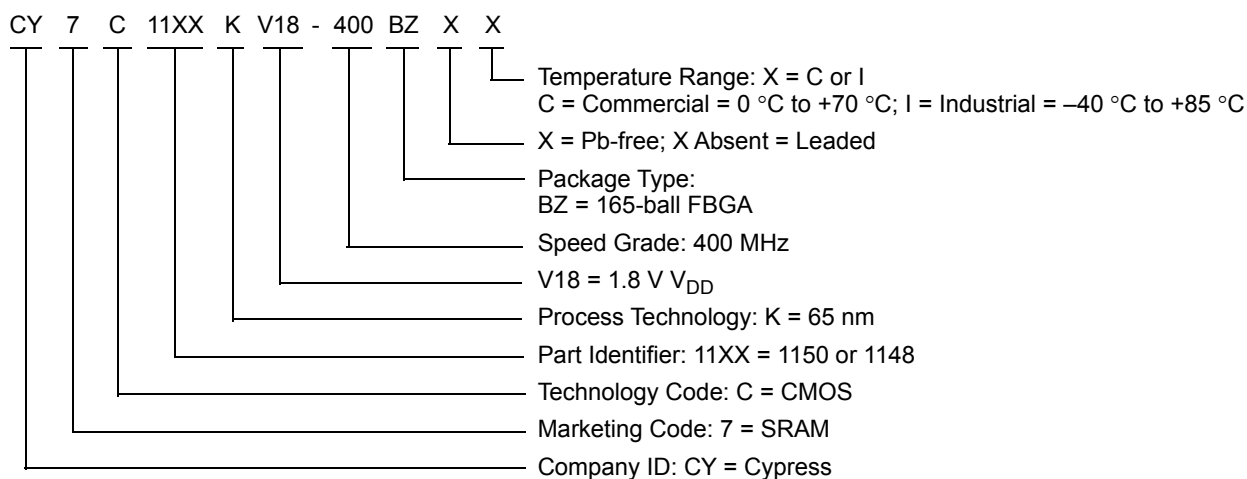 CY 7 C 11XX K V18 - 400 BZ X X
Temperature Range: X = C or I
C = Commercial = 0 °C to +70 °C; I = Industrial = –40 °C to +85 °C
X = Pb-free; X Absent = Leaded
Package Type:
BZ = 165-ball FBGA
Speed Grade: 400 MHz
V18 = 1.8 V VDD
Process Technology: K = 65 nm
Part Identifier: 11XX = 1150 or 1148
Technology Code: C = CMOS
Marketing Code: 7 = SRAM
Company ID: CY = Cypress